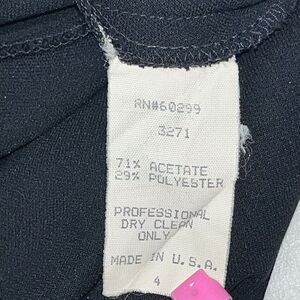 RN#60299
3271
71% ACETATE
29% POLYESTER
PROFESSIONAL
DRY CLEAN
ONLY
MADE IN U.S.A.
4